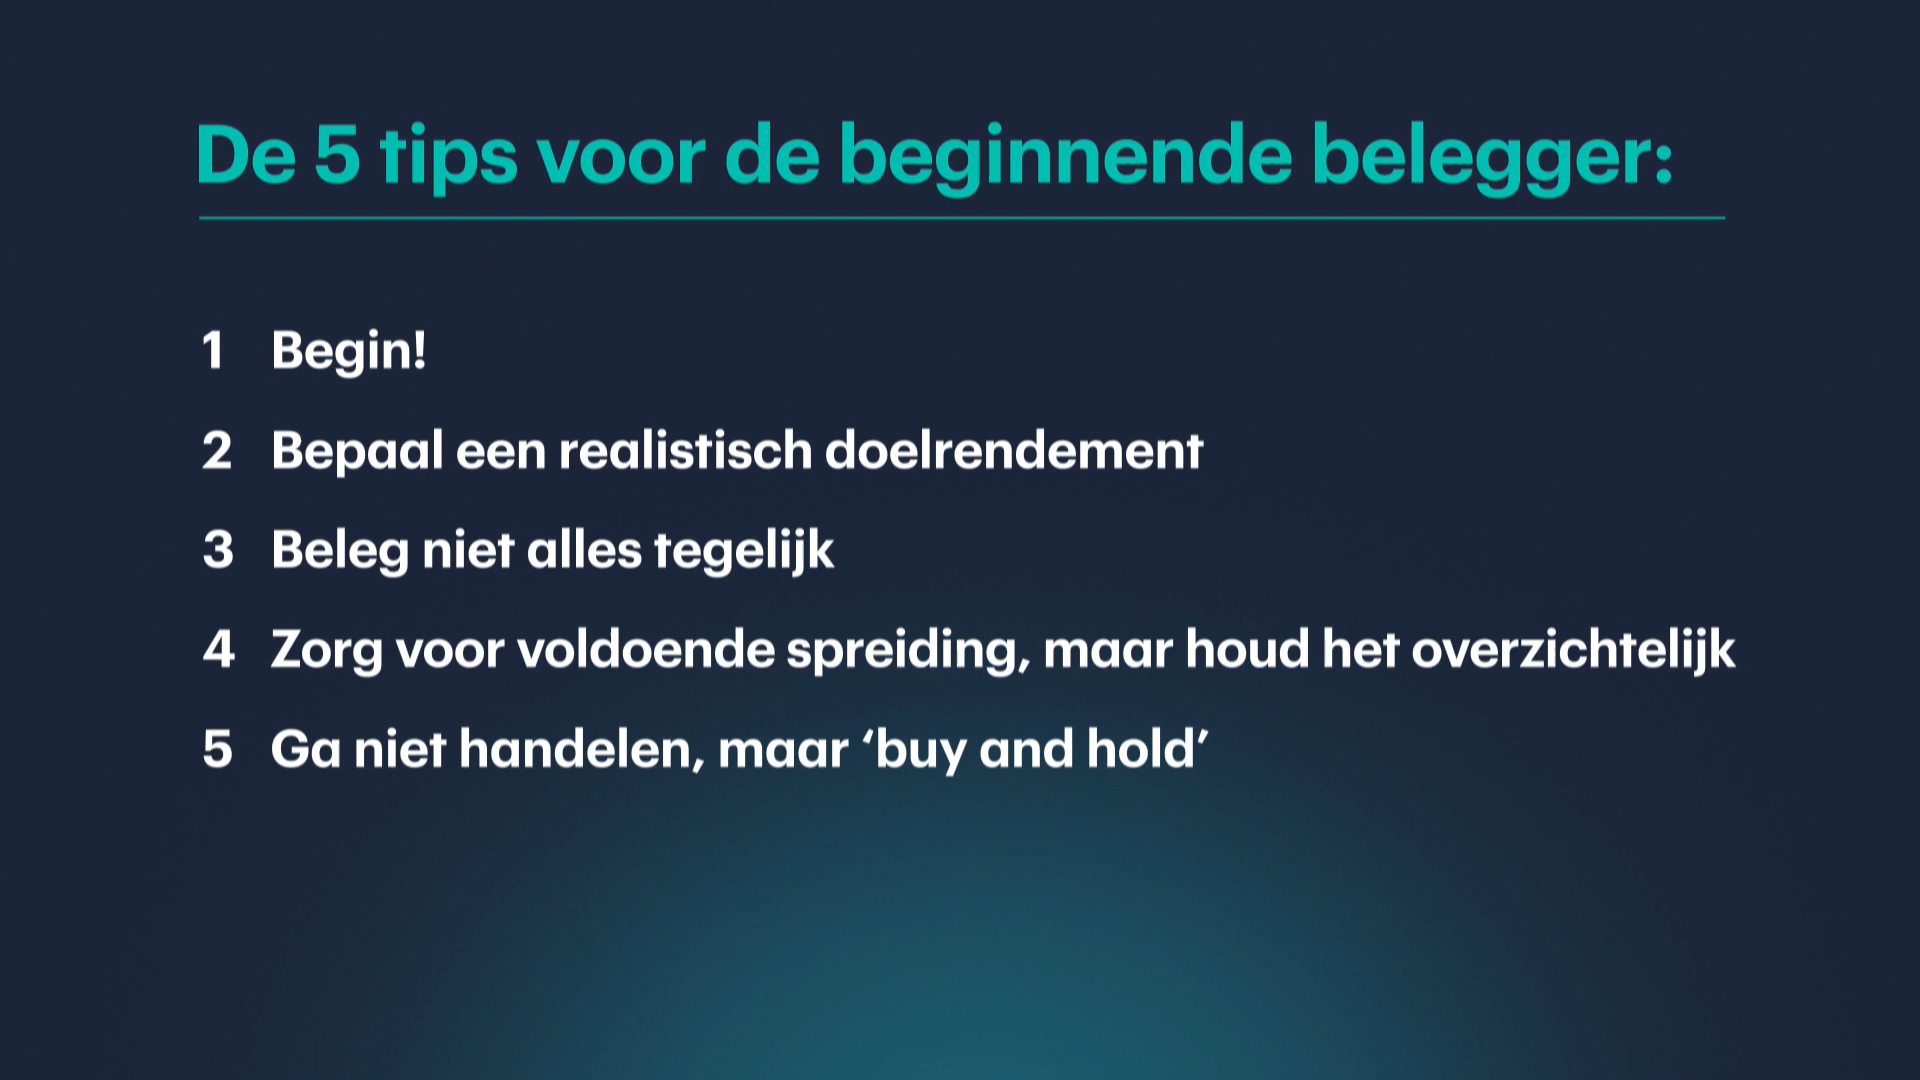 De 5 tips voor de beginnende belegger:
1 Begin!
2 Bepaal een realistisch doelrendement
3 Beleg niet alles tegelijk
4 Zorg voor voldoende spreiding, maar houd het overzichtelijk
5 Ga niet handelen, maar ‘buy and hold’